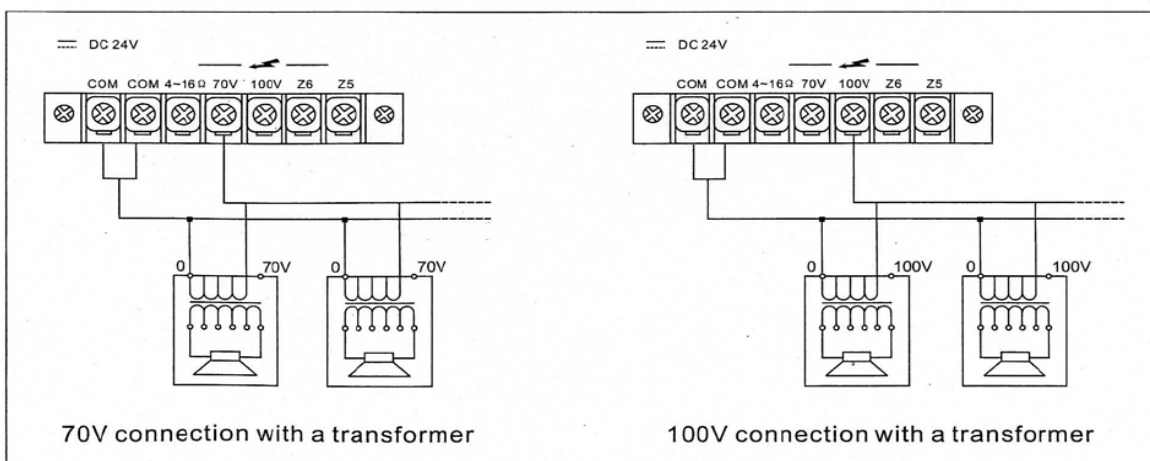 DC 24V
COM COM 4~16Ω 70V 100V Z6 Z5
0 70V 0 70V
70V connection with a transformer
DC 24V
COM COM 4~16Ω 70V 100V Z6 Z5
0 100V 0 100V
100V connection with a transformer